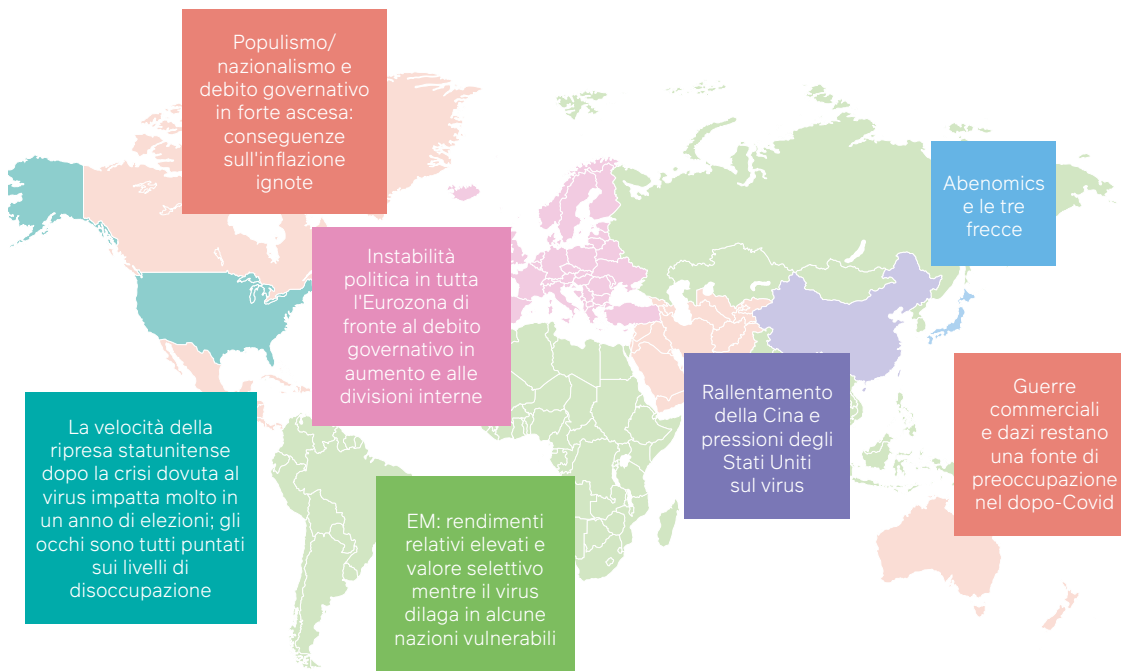 Populismo/
nazionalismo e
debito governativo
in forte ascesa:
conseguenze
sull'inflazione
ignote
Abenomics
e le tre
frecce
Instabilità
politica in tutta
l'Eurozona di
fronte al debito
governativo in
aumento e alle
divisioni interne
Rallentamento
della Cina e
pressioni degli
Stati Uniti
sul virus
Guerre
commerciali
e dazi restano
una fonte di
preoccupazione
nel dopo-Covid
La velocità della
ripresa statunitense
dopo la crisi dovuta al
virus impatta molto in
un anno di elezioni; gli
occhi sono tutti puntati
sui livelli di
disoccupazione
EM: rendimenti
relativi elevati e
valore selettivo
mentre il virus
dilaga in alcune
nazioni vulnerabili